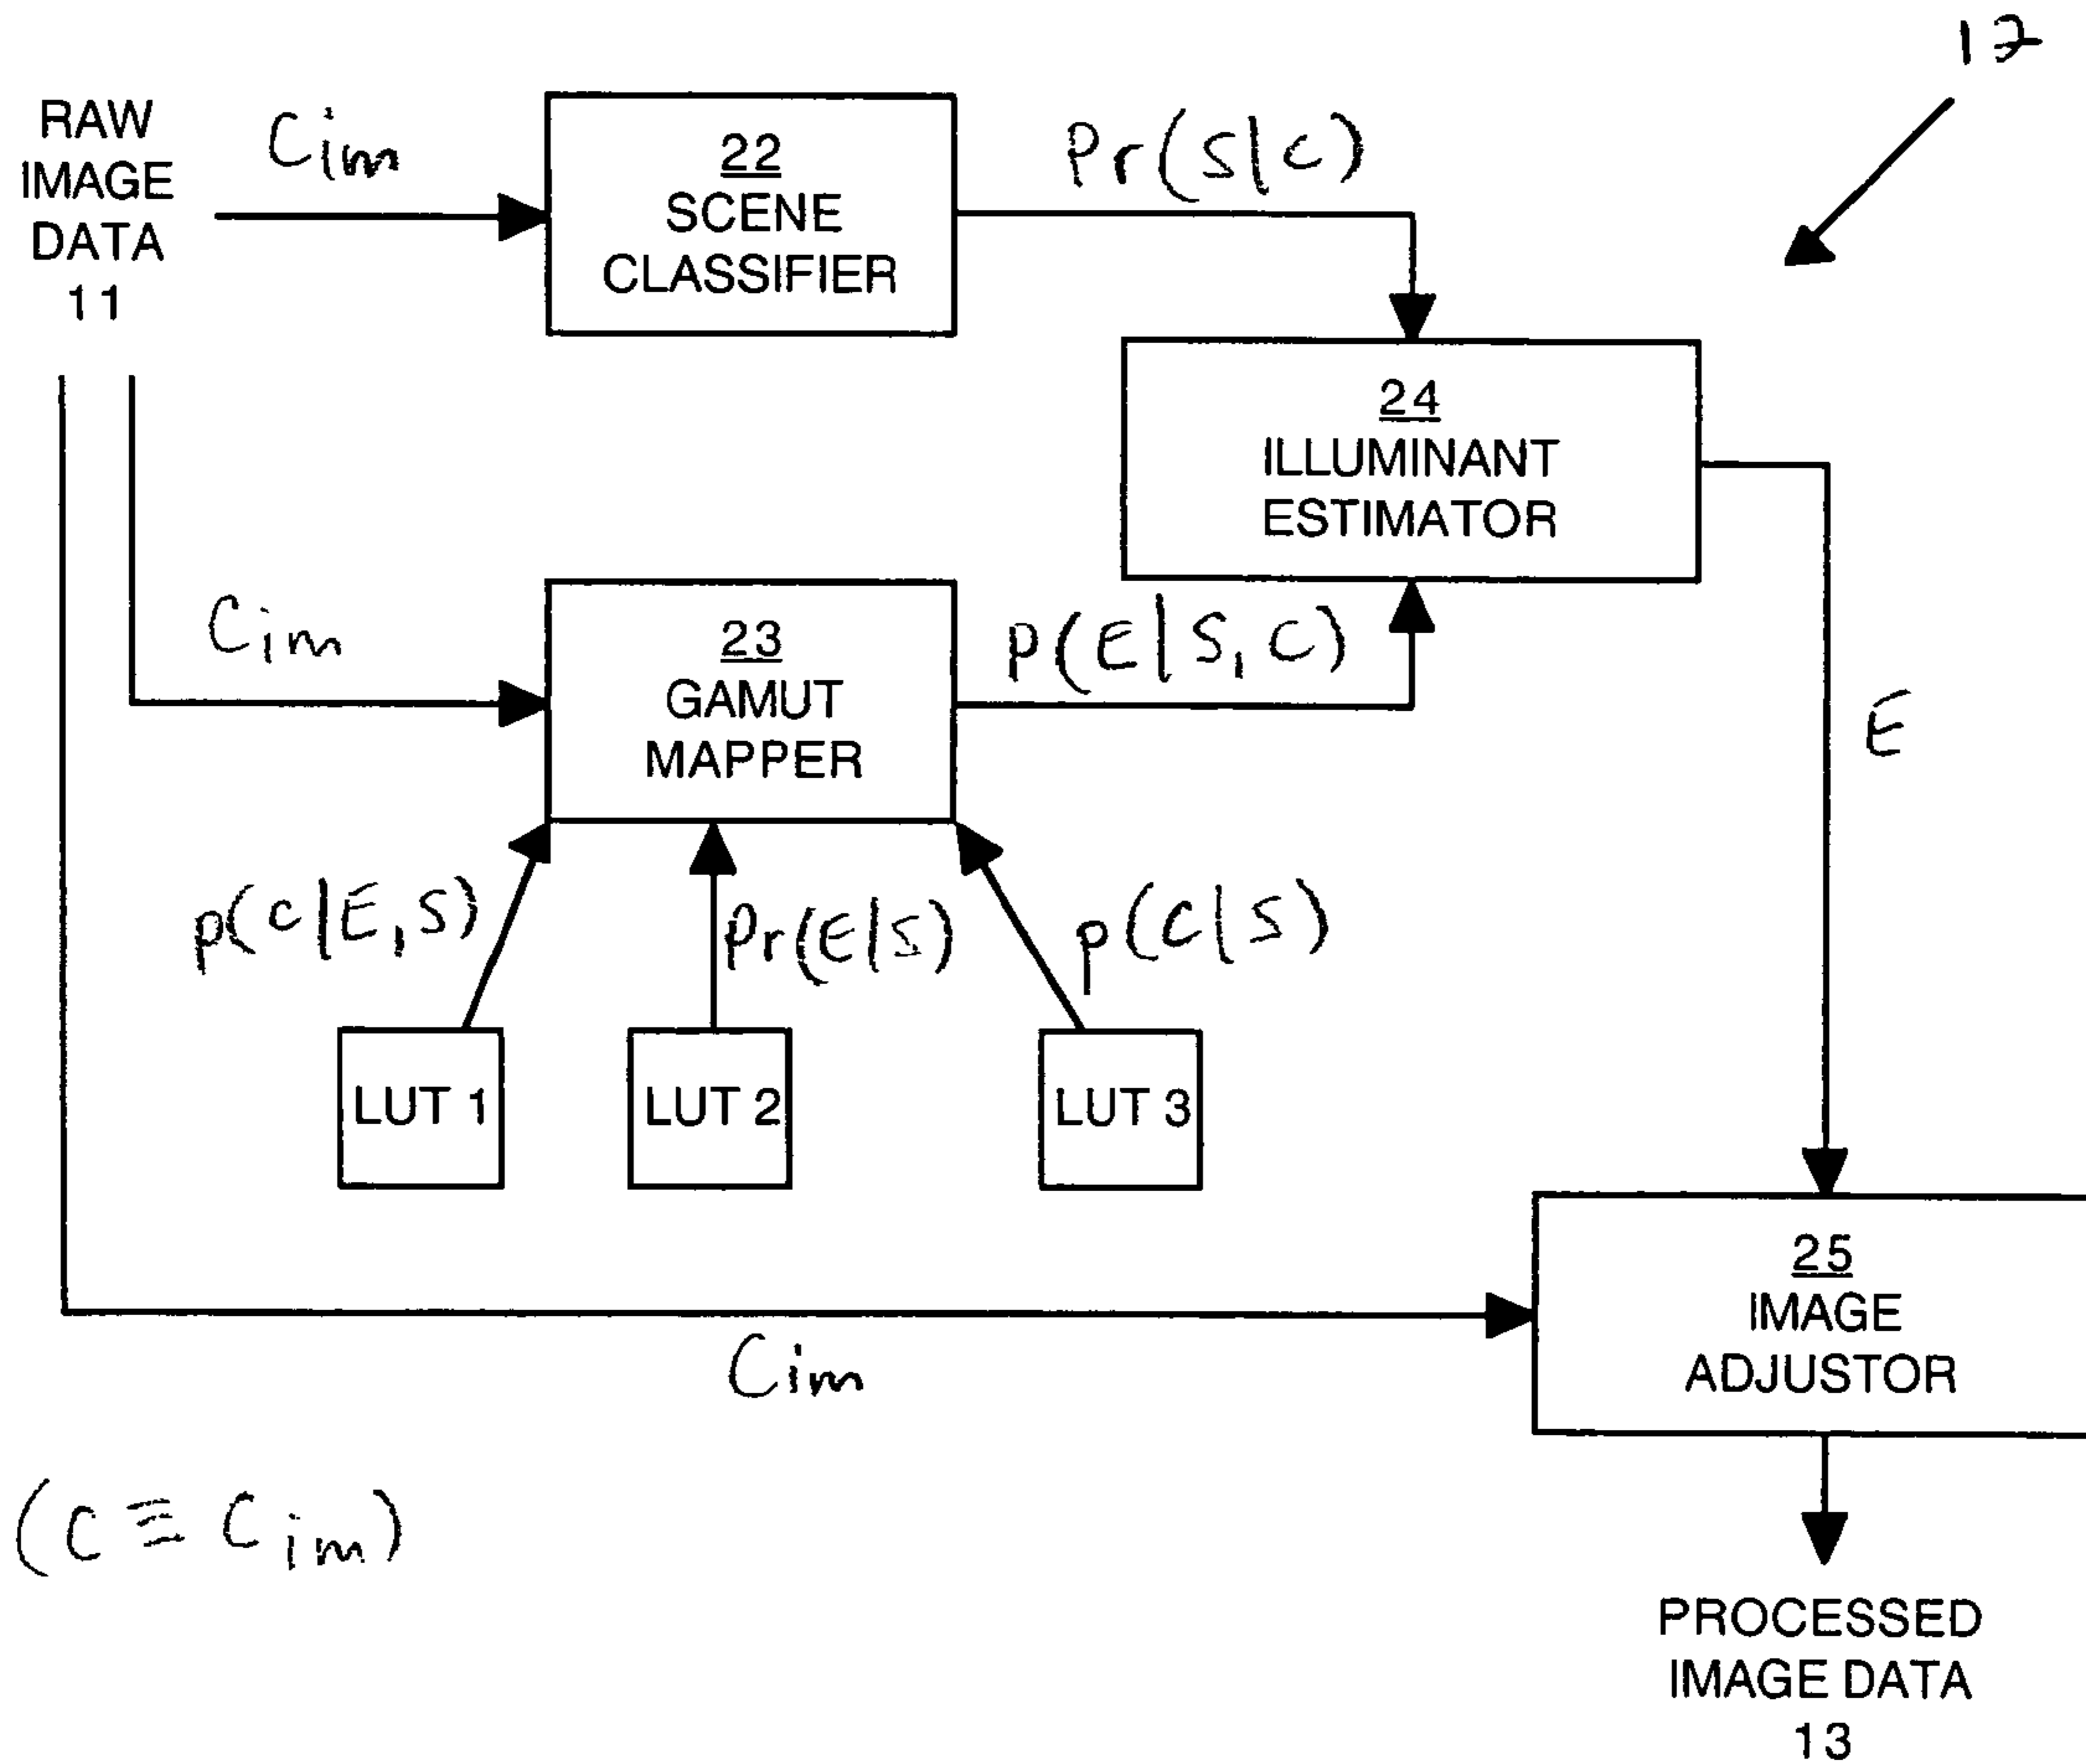 12
RAW
IMAGE
DATA
11
Cim
22
SCENE
CLASSIFIER
Pr(S|C)
24
ILLUMINANT
ESTIMATOR
Cim
23
GAMUT
MAPPER
p(E|S,C)
E
p(C|E,S)
Pr(E|S)
p(C|S)
LUT 1
LUT 2
LUT 3
Cim
25
IMAGE
ADJUSTOR
(C ≡ Cim)
PROCESSED
IMAGE DATA
13